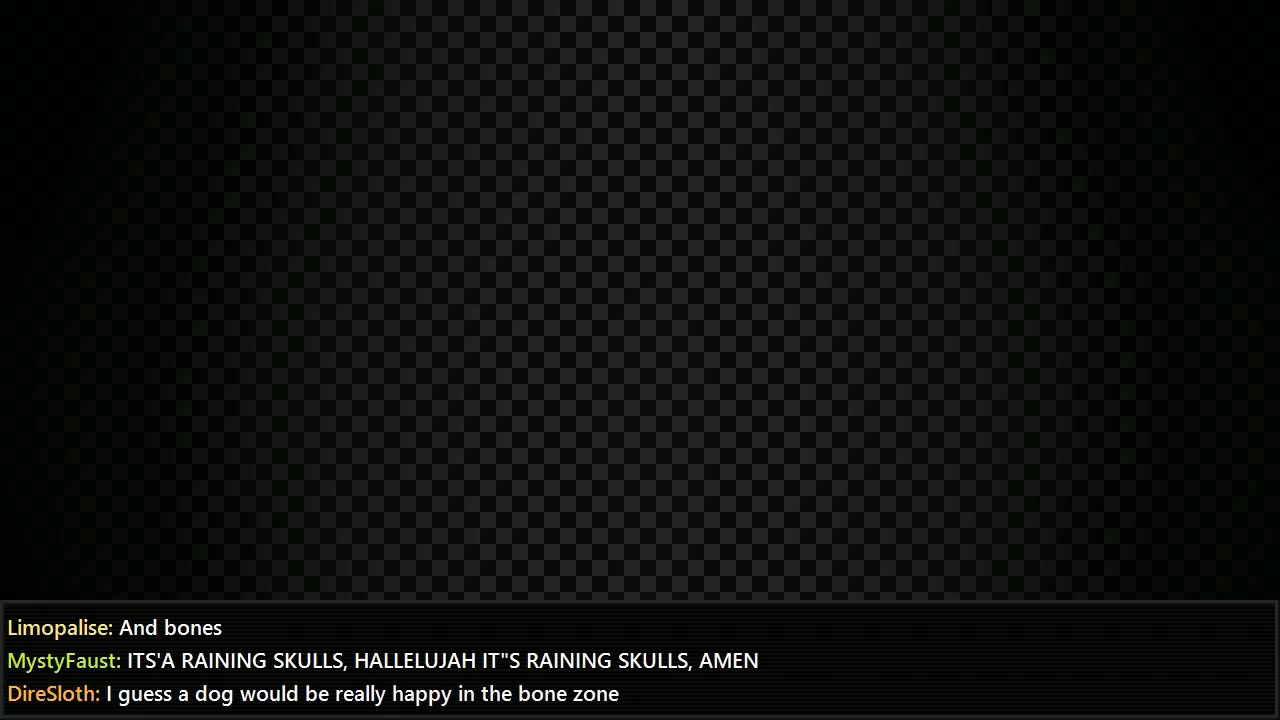 Limopalise: And bones
MystyFaust: ITS'A RAINING SKULLS, HALLELUJAH IT"S RAINING SKULLS, AMEN
DireSloth: I guess a dog would be really happy in the bone zone